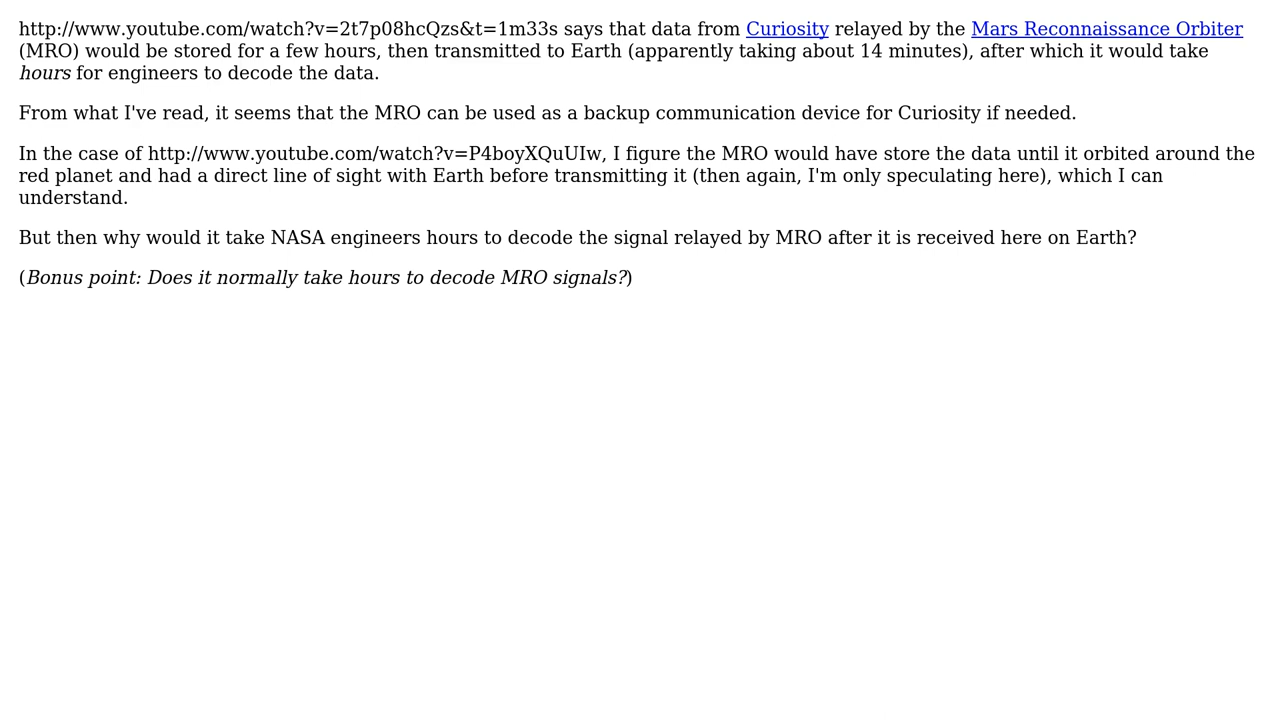 http://www.youtube.com/watch?v=2t7p08hcQzs&t=1m33s says that data from Curiosity relayed by the Mars Reconnaissance Orbiter
(MRO) would be stored for a few hours, then transmitted to Earth (apparently taking about 14 minutes), after which it would take
hours for engineers to decode the data.
From what I've read, it seems that the MRO can be used as a backup communication device for Curiosity if needed.
In the case of http://www.youtube.com/watch?v=P4boyXQuUIw, I figure the MRO would have store the data until it orbited around the
red planet and had a direct line of sight with Earth before transmitting it (then again, I'm only speculating here), which I can
understand.
But then why would it take NASA engineers hours to decode the signal relayed by MRO after it is received here on Earth?
(Bonus point: Does it normally take hours to decode MRO signals?)